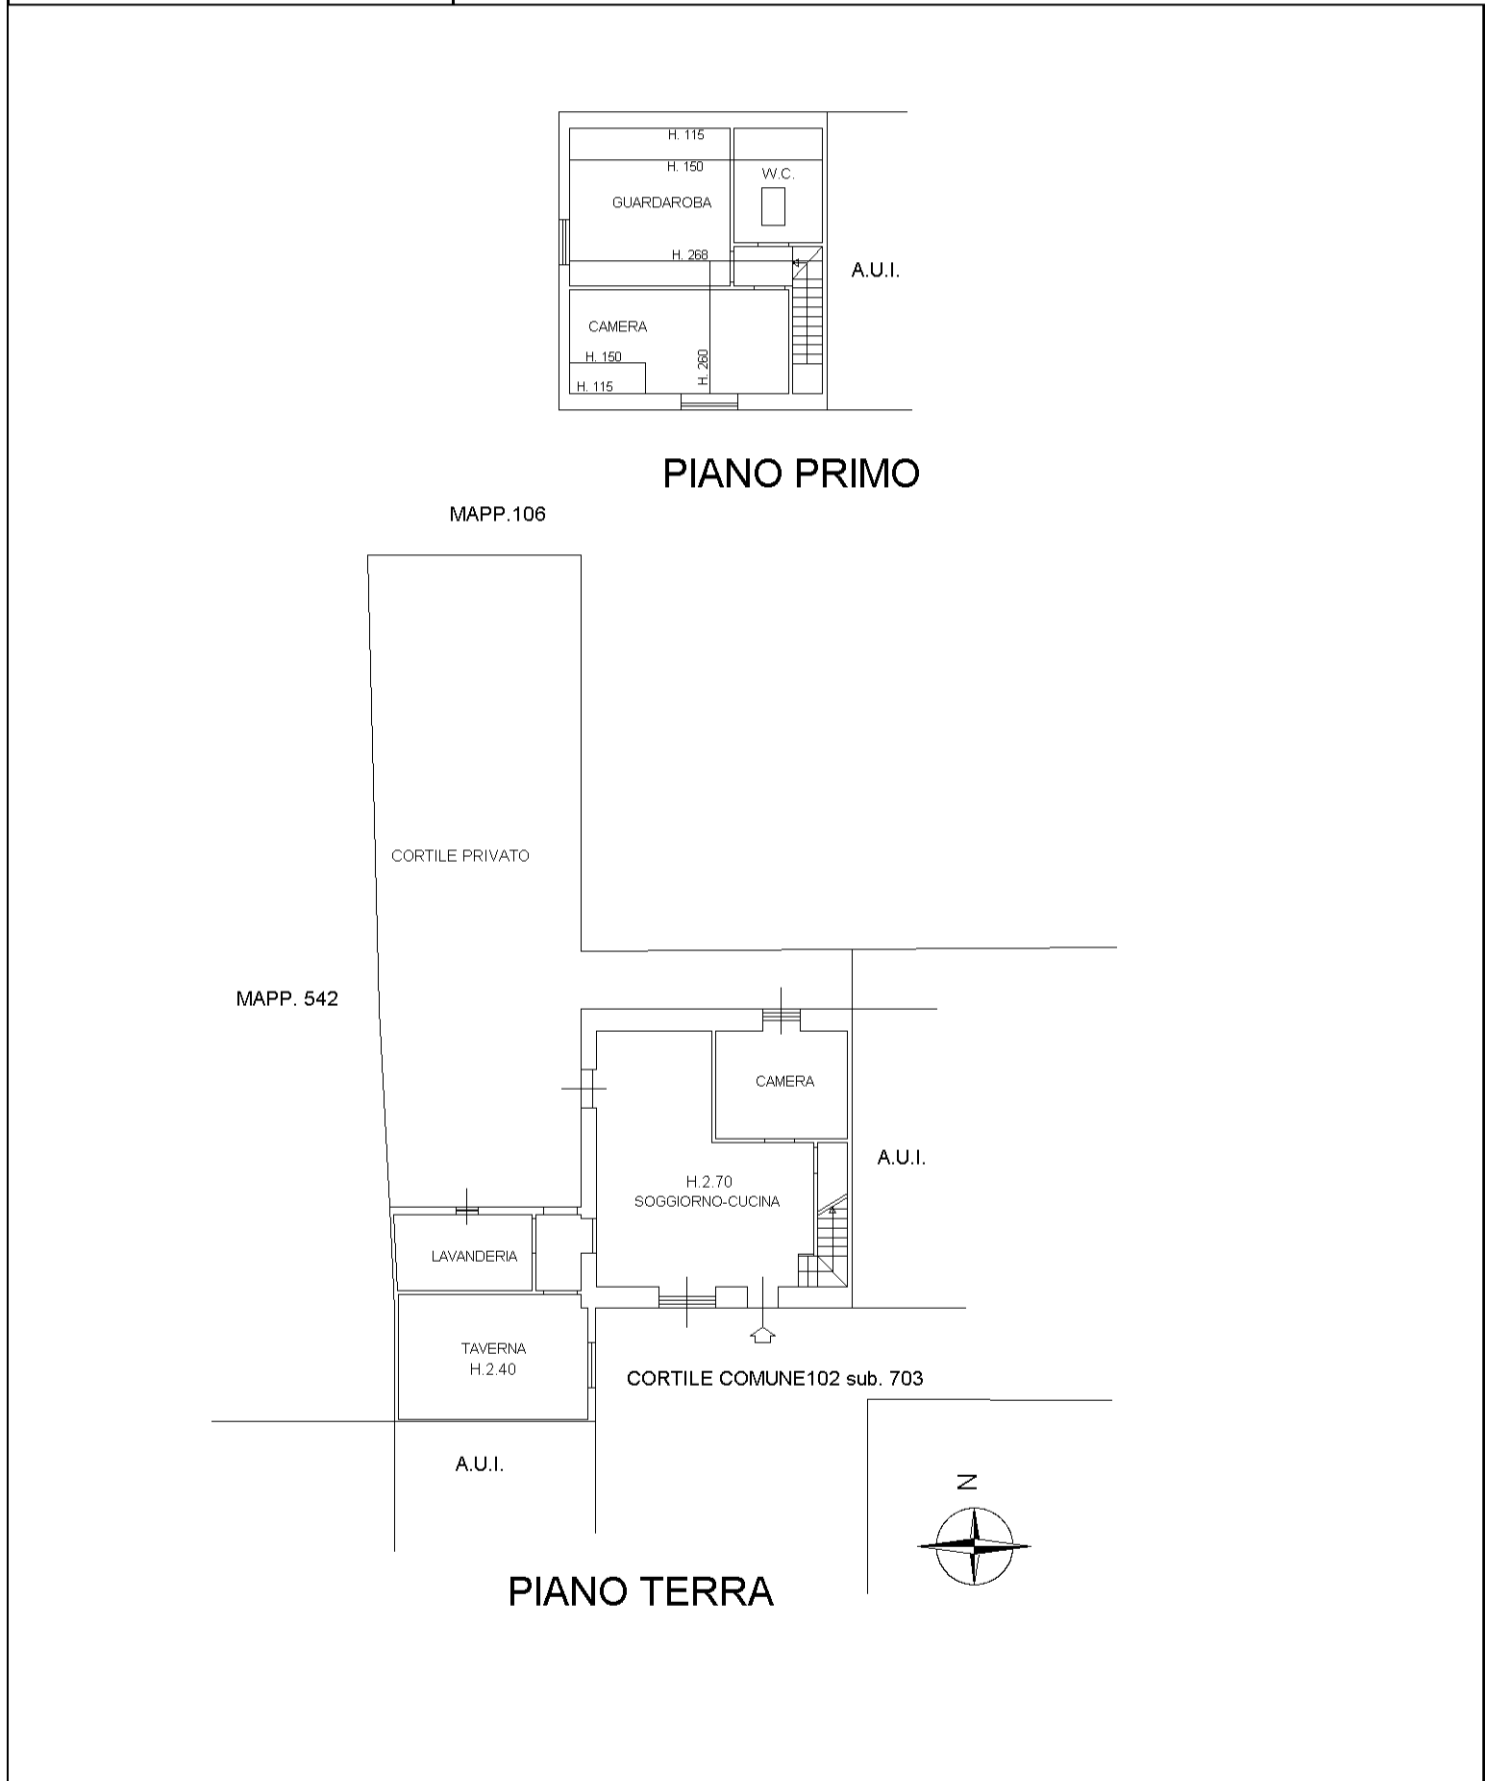 H. 115
H. 150
W.C.
GUARDAROBA
H. 268
A.U.I.
CAMERA
H. 150
H. 260
H. 115
PIANO PRIMO
MAPP.106
CORTILE PRIVATO
MAPP. 542
CAMERA
A.U.I.
H.2.70
SOGGIORNO-CUCINA
LAVANDERIA
TAVERNA
H.2.40
CORTILE COMUNE102 sub. 703
A.U.I.
N
PIANO TERRA